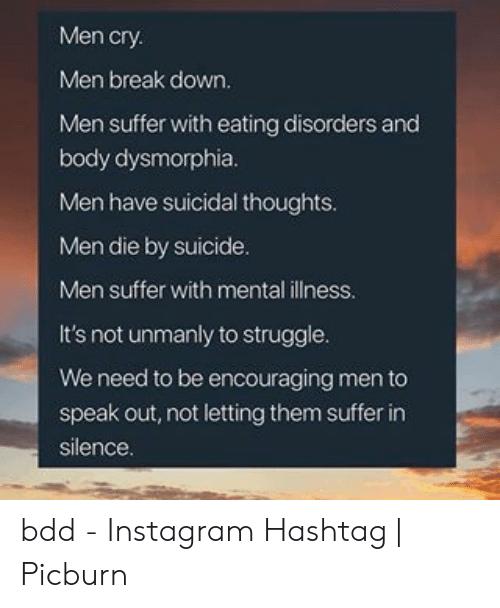 Men cry.
Men break down.
Men suffer with eating disorders and
body dysmorphia.
Men have suicidal thoughts.
Men die by suicide.
Men suffer with mental illness.
It's not unmanly to struggle.
We need to be encouraging men to
speak out, not letting them suffer in
silence.
bdd - Instagram Hashtag |
Picburn